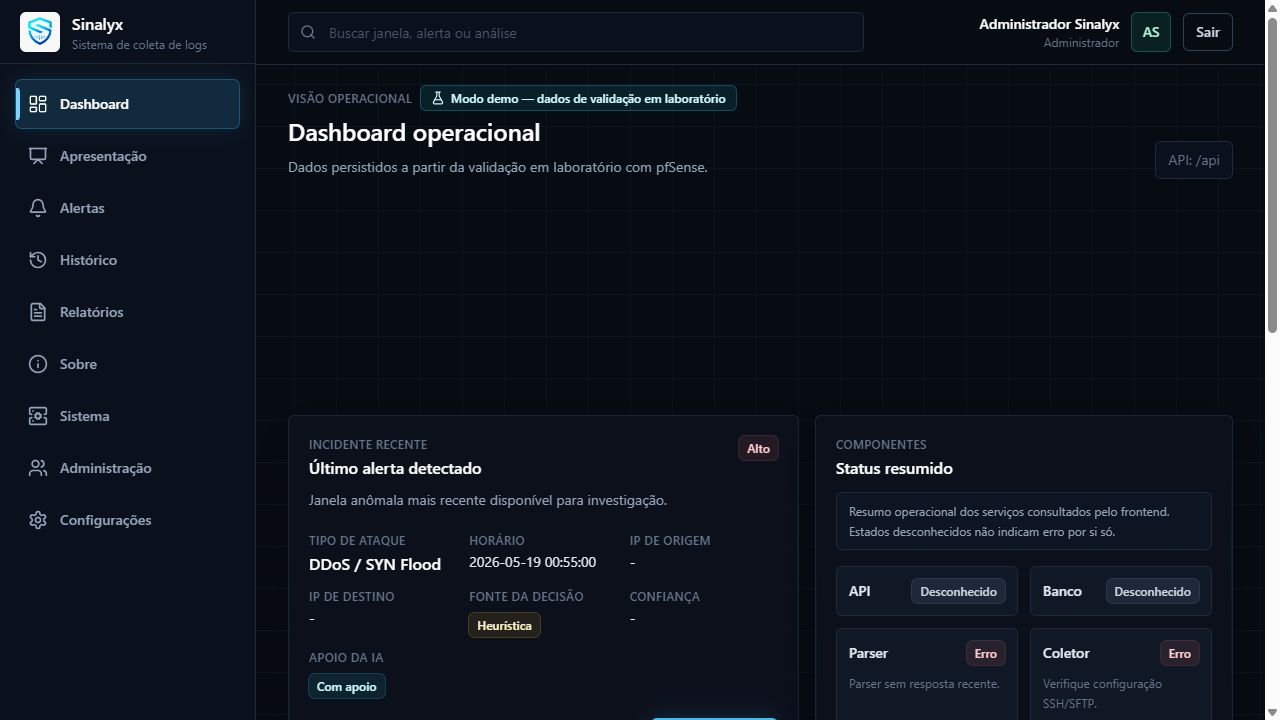 Sinalyx
Sistema de coleta de logs
Buscar janela, alerta ou análise
Administrador Sinalyx
Administrador
AS
Sair
Dashboard
Apresentação
Alertas
Histórico
Relatórios
Sobre
Sistema
Administração
Configurações
VISÃO OPERACIONAL
Modo demo — dados de validação em laboratório
Dashboard operacional
Dados persistidos a partir da validação em laboratório com pfSense.
API: /api
INCIDENTE RECENTE
Alto
Último alerta detectado
Janela anômala mais recente disponível para investigação.
TIPO DE ATAQUE
DDoS / SYN Flood
HORÁRIO
2026-05-19 00:55:00
IP DE ORIGEM
-
IP DE DESTINO
-
FONTE DA DECISÃO
Heurística
CONFIANÇA
-
APOIO DA IA
Com apoio
COMPONENTES
Status resumido
Resumo operacional dos serviços consultados pelo frontend.
Estados desconhecidos não indicam erro por si só.
API
Desconhecido
Banco
Desconhecido
Parser
Erro
Parser sem resposta recente.
Coletor
Erro
Verifique configuração
SSH/SFTP.